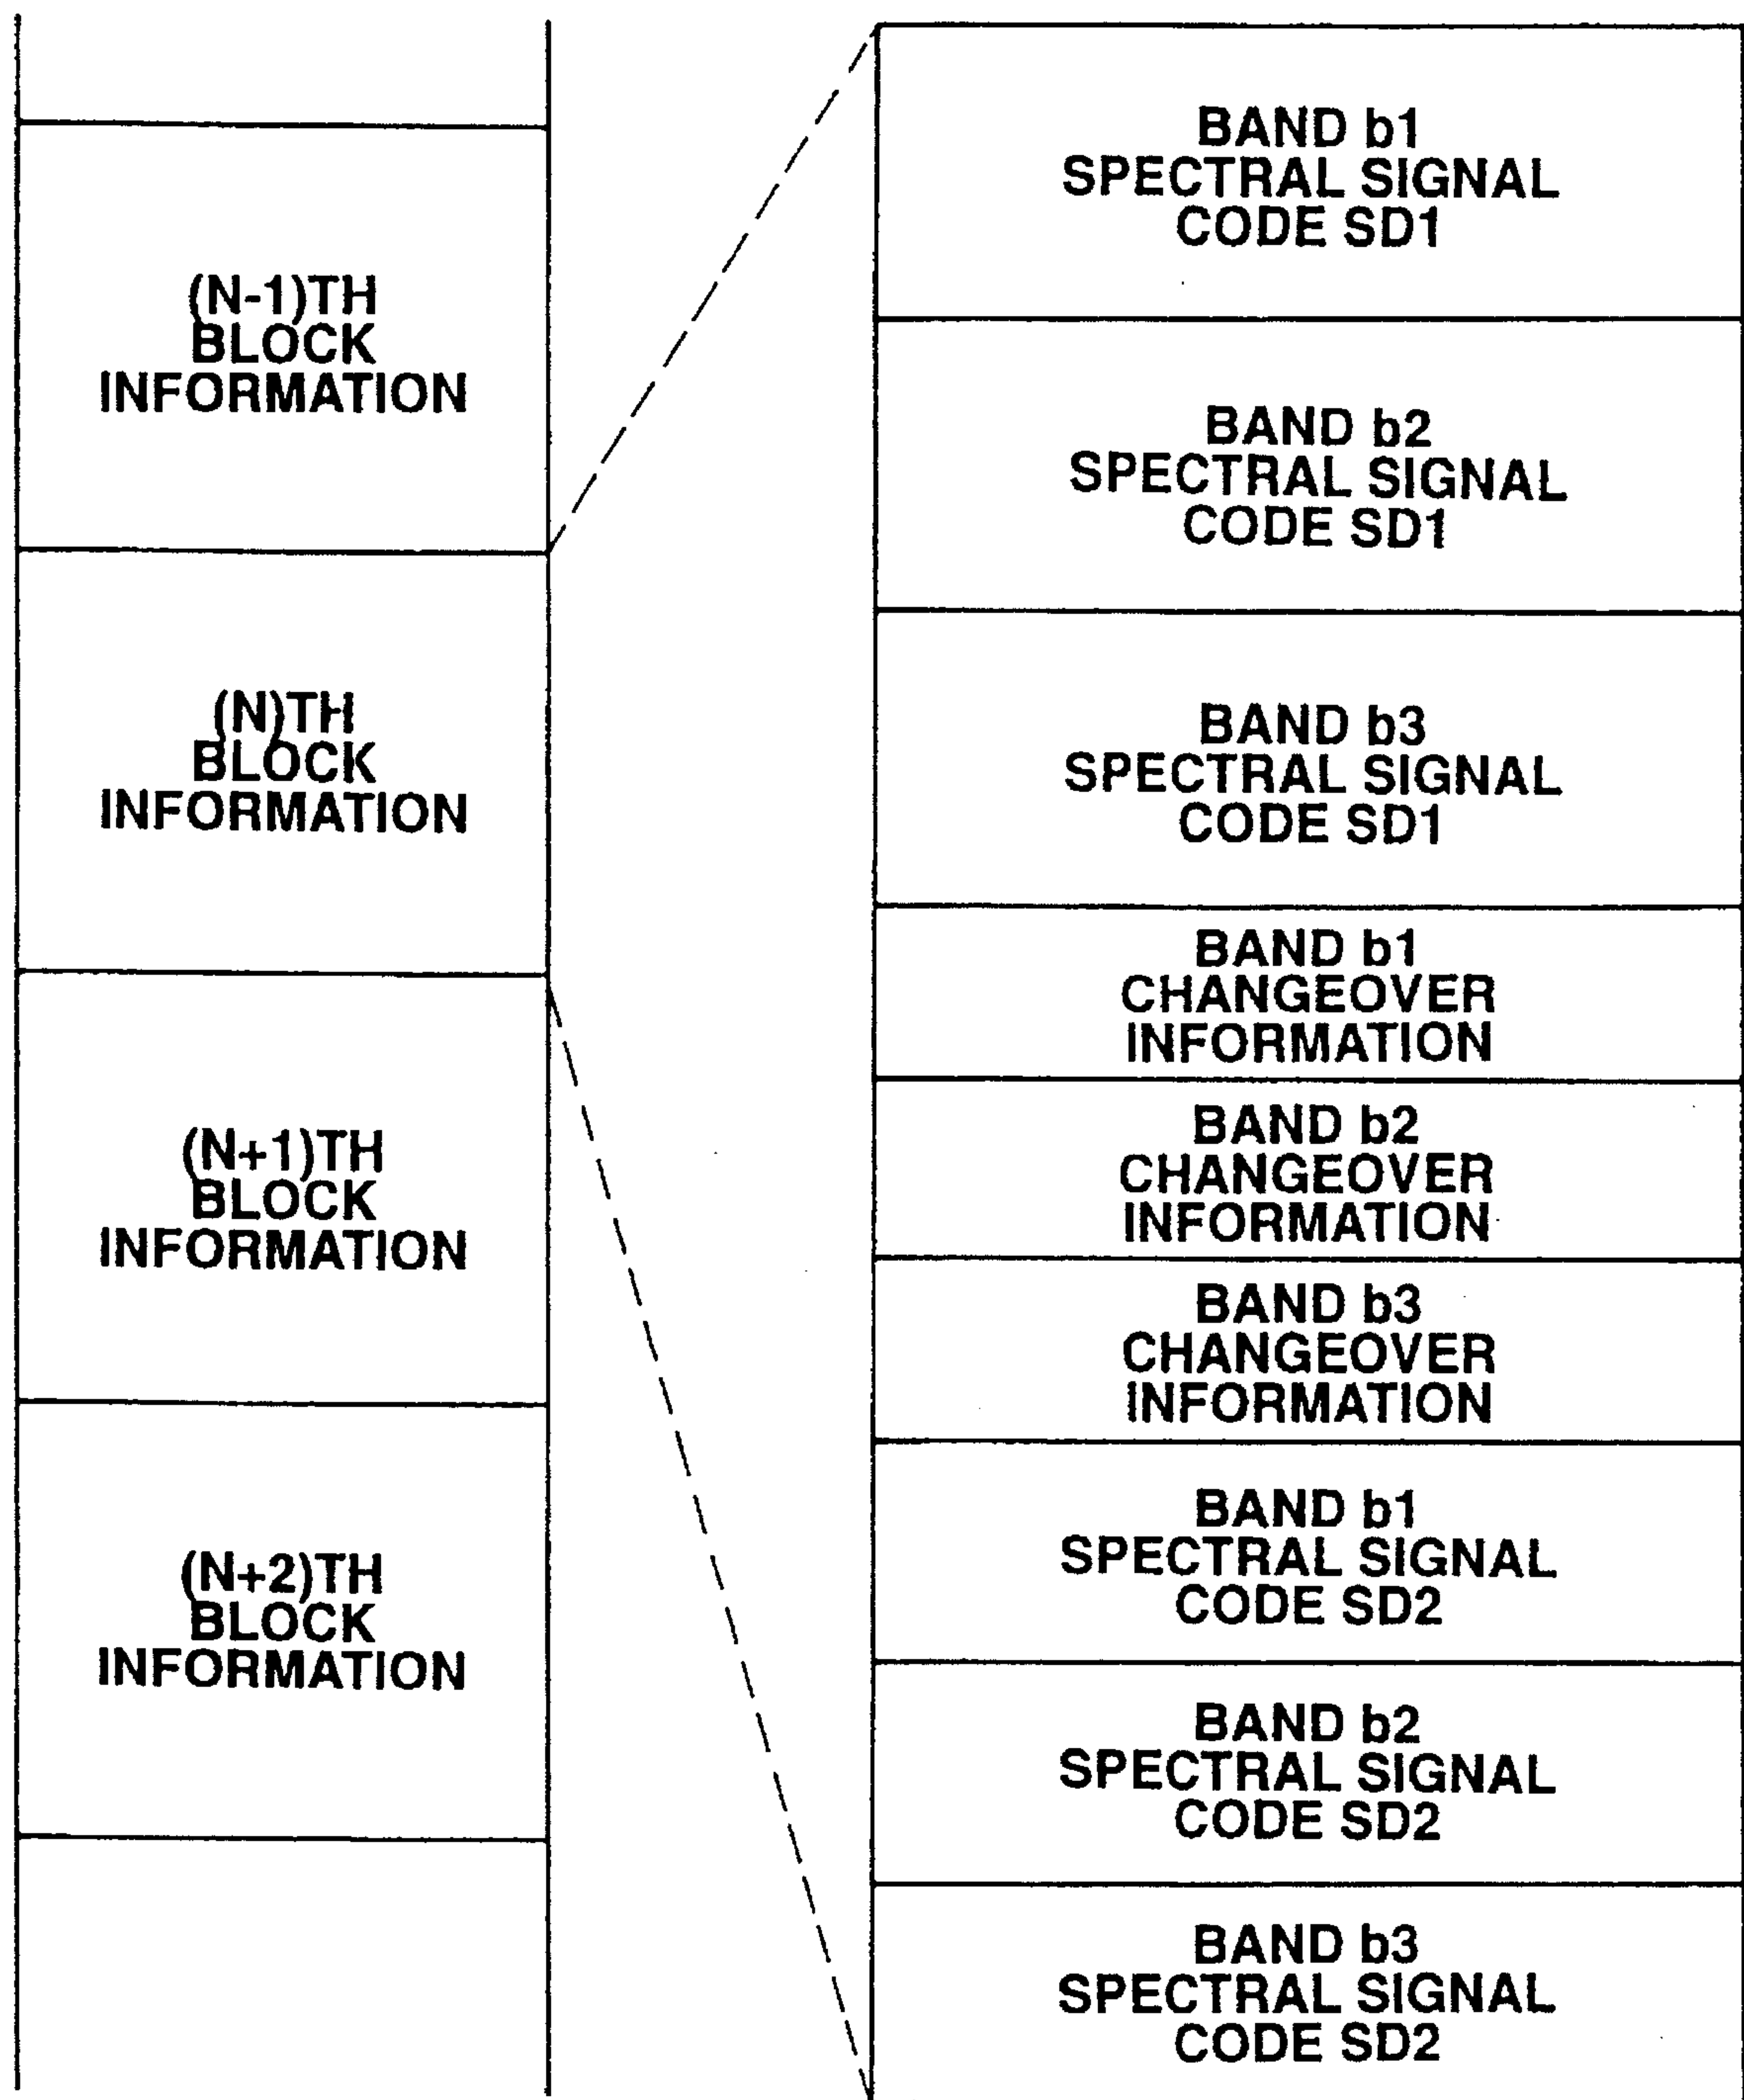 (N-1)TH
BLOCK
INFORMATION
(N)TH
BLOCK
INFORMATION
(N+1)TH
BLOCK
INFORMATION
(N+2)TH
BLOCK
INFORMATION
BAND b1
SPECTRAL SIGNAL
CODE SD1
BAND b2
SPECTRAL SIGNAL
CODE SD1
BAND b3
SPECTRAL SIGNAL
CODE SD1
BAND b1
CHANGEOVER
INFORMATION
BAND b2
CHANGEOVER
INFORMATION
BAND b3
CHANGEOVER
INFORMATION
BAND b1
SPECTRAL SIGNAL
CODE SD2
BAND b2
SPECTRAL SIGNAL
CODE SD2
BAND b3
SPECTRAL SIGNAL
CODE SD2